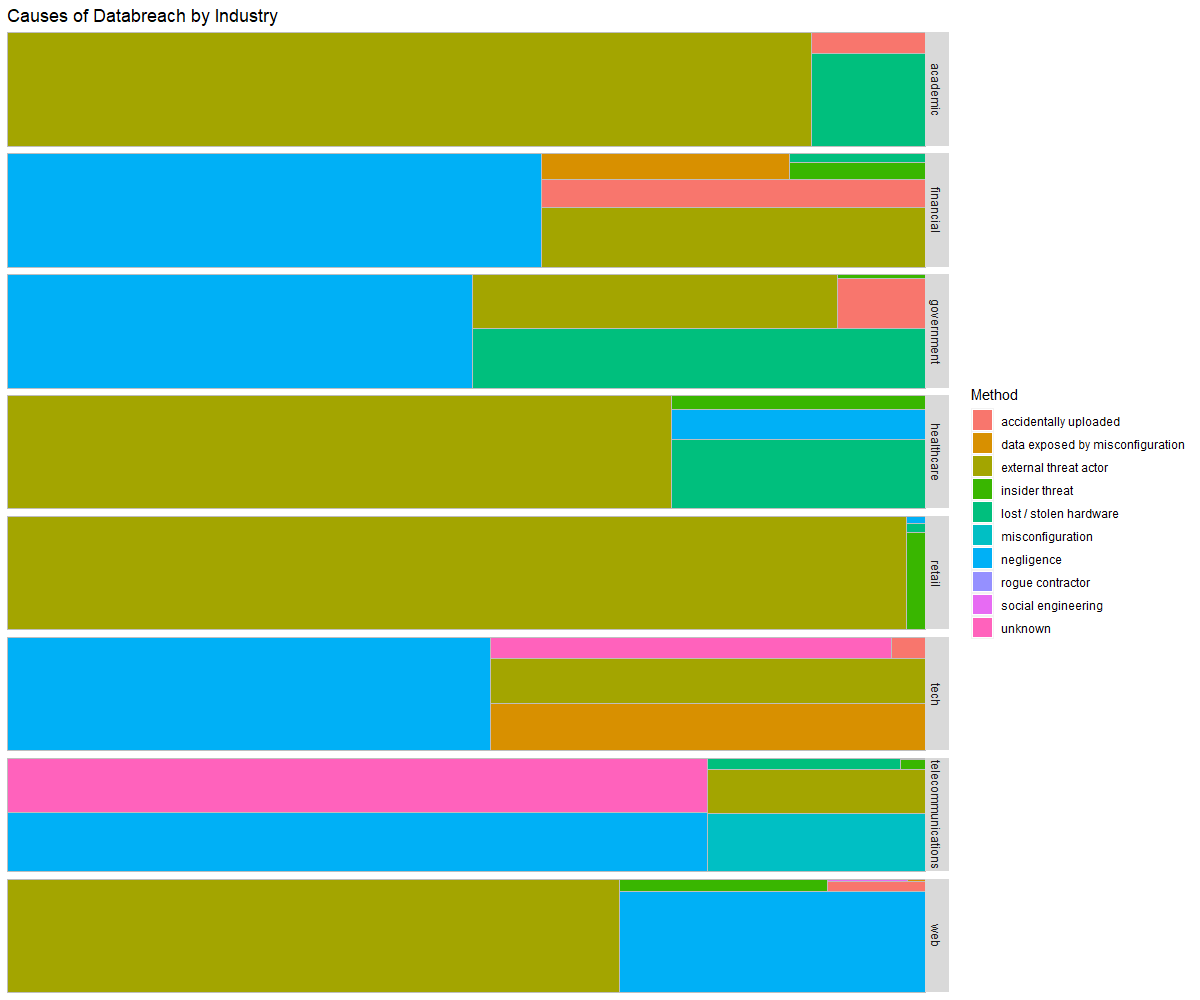 Causes of Databreach by Industry
academic
financial
government
healthcare
retail
tech
telecommunications
web
Method
accidentally uploaded
data exposed by misconfiguration
external threat actor
insider threat
lost / stolen hardware
misconfiguration
negligence
rogue contractor
social engineering
unknown